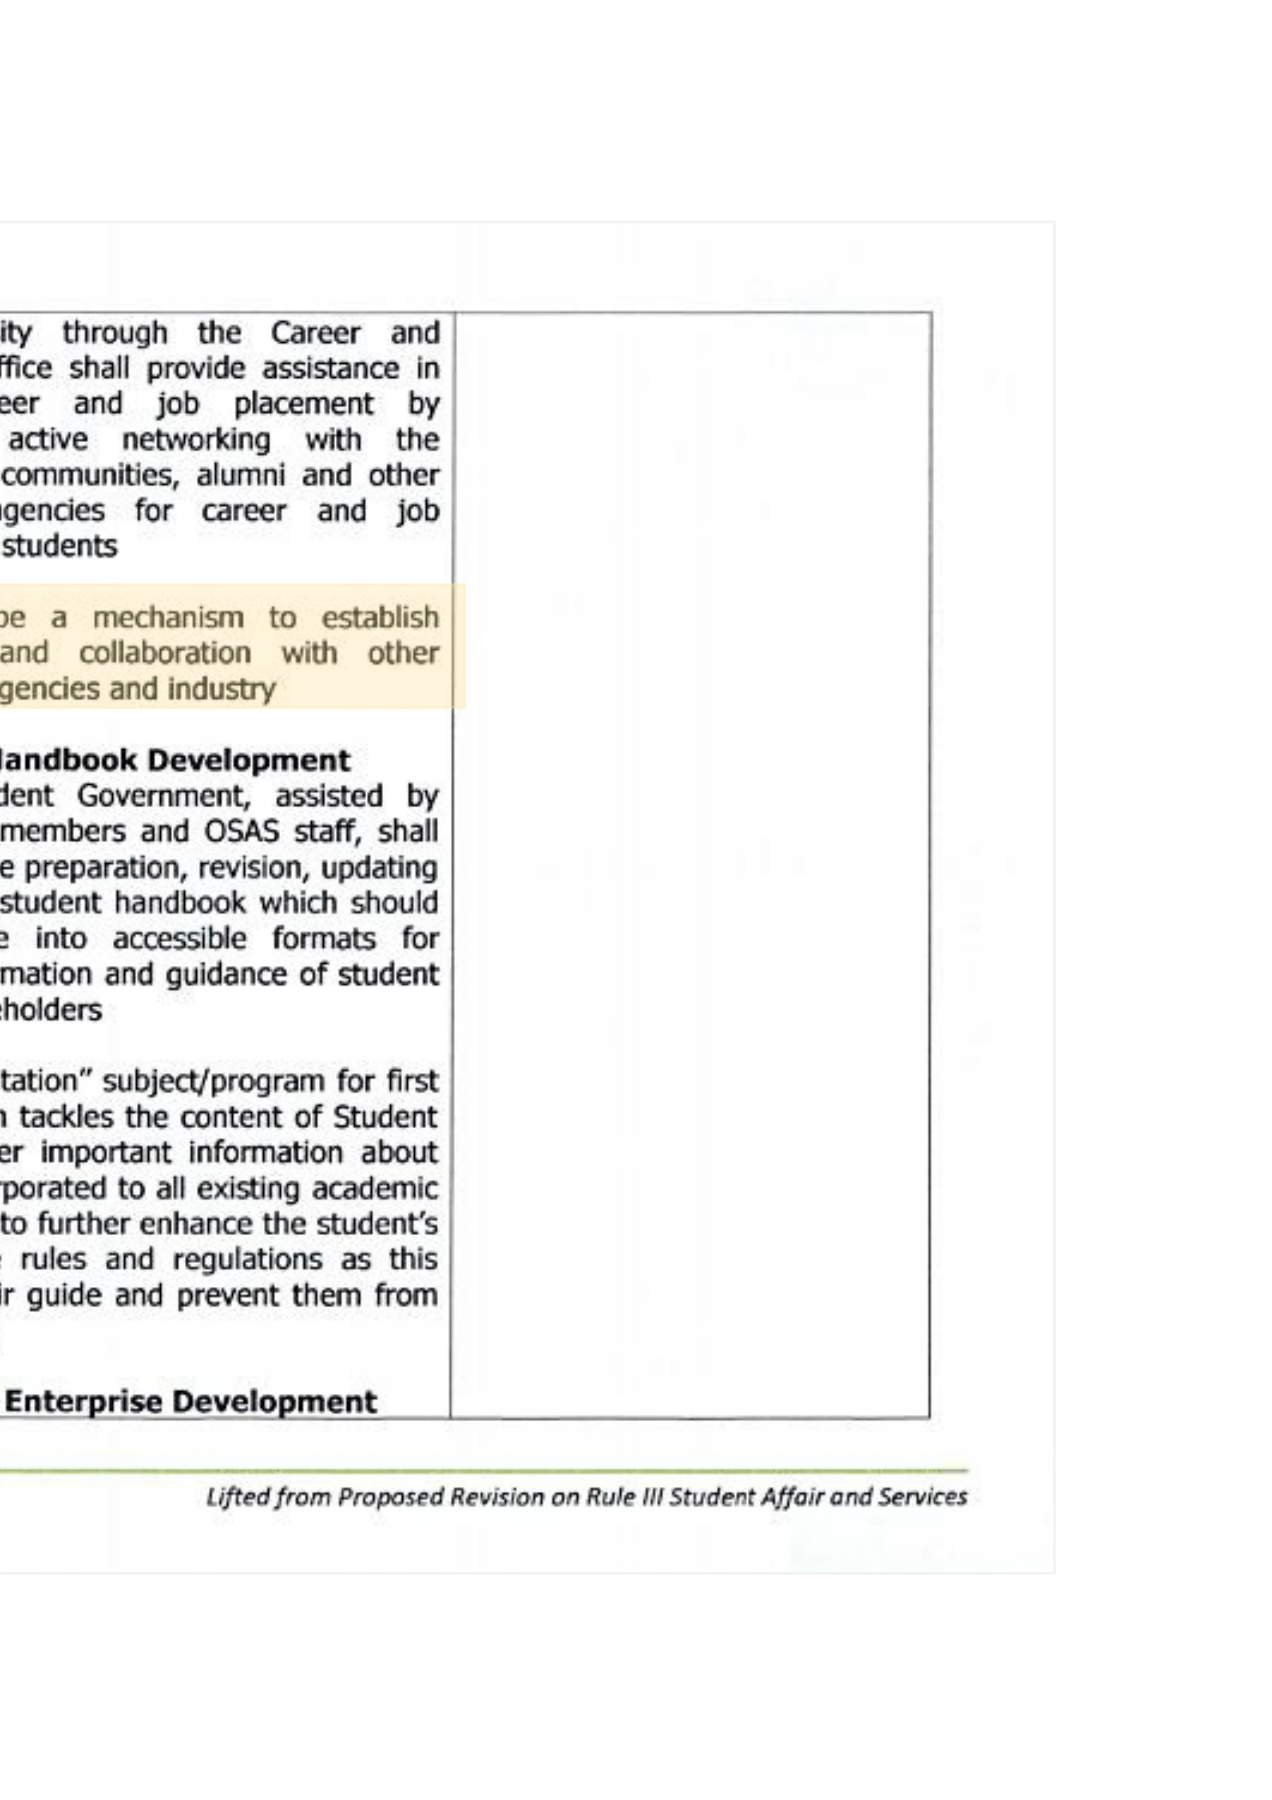 ity through the Career and
ffice shall provide assistance in
eer and job placement by
active networking with the
communities, alumni and other
gencies for career and job
students
be a mechanism to establish
and collaboration with other
gencies and industry
andbook Development
dent Government, assisted by
members and OSAS staff, shall
e preparation, revision, updating
student handbook which should
e into accessible formats for
rmation and guidance of student
eholders
tation” subject/program for first
n tackles the content of Student
er important information about
rporated to all existing academic
to further enhance the student’s
e rules and regulations as this
ir guide and prevent them from
Enterprise Development
Lifted from Proposed Revision on Rule III Student Affair and Services